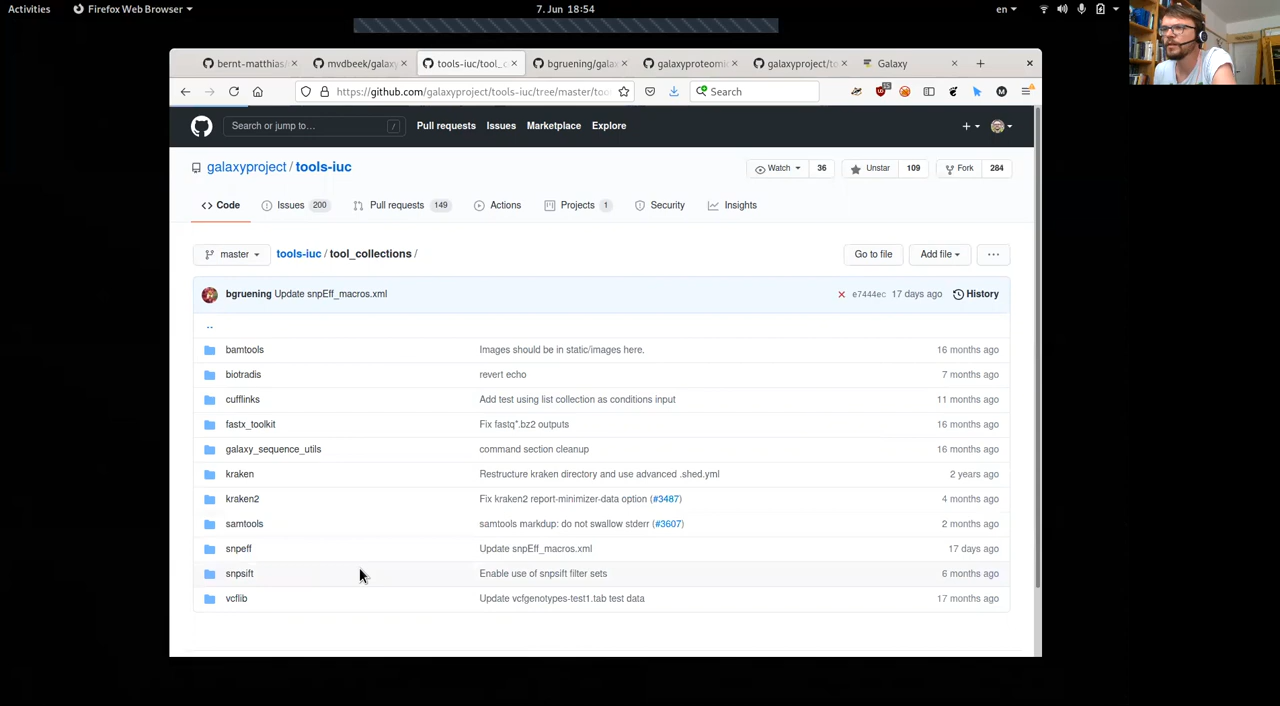 Activities Firefox Web Browser 7. Jun 18:54 en
bernt-matthias/ mvdbeek/galaxy tools-iuc/tool_c bgruening/gala galaxyproteomic galaxyproject/to Galaxy
https://github.com/galaxyproject/tools-iuc/tree/master/too Search 15
Search or jump to… / Pull requests Issues Marketplace Explore
galaxyproject / tools-iuc Watch 36 Unstar 109 Fork 284
Code Issues 200 Pull requests 149 Actions Projects 1 Security Insights
master tools-iuc / tool_collections / Go to file Add file ...
bgruening Update snpEff_macros.xml e7444ec 17 days ago History
..
bamtools Images should be in static/images here. 16 months ago
biotradis revert echo 7 months ago
cufflinks Add test using list collection as conditions input 11 months ago
fastx_toolkit Fix fastq*.bz2 outputs 16 months ago
galaxy_sequence_utils command section cleanup 16 months ago
kraken Restructure kraken directory and use advanced .shed.yml 2 years ago
kraken2 Fix kraken2 report-minimizer-data option (#3487) 4 months ago
samtools samtools markdup: do not swallow stderr (#3607) 2 months ago
snpeff Update snpEff_macros.xml 17 days ago
snpsift Enable use of snpsift filter sets 6 months ago
vcflib Update vcfgenotypes-test1.tab test data 17 months ago